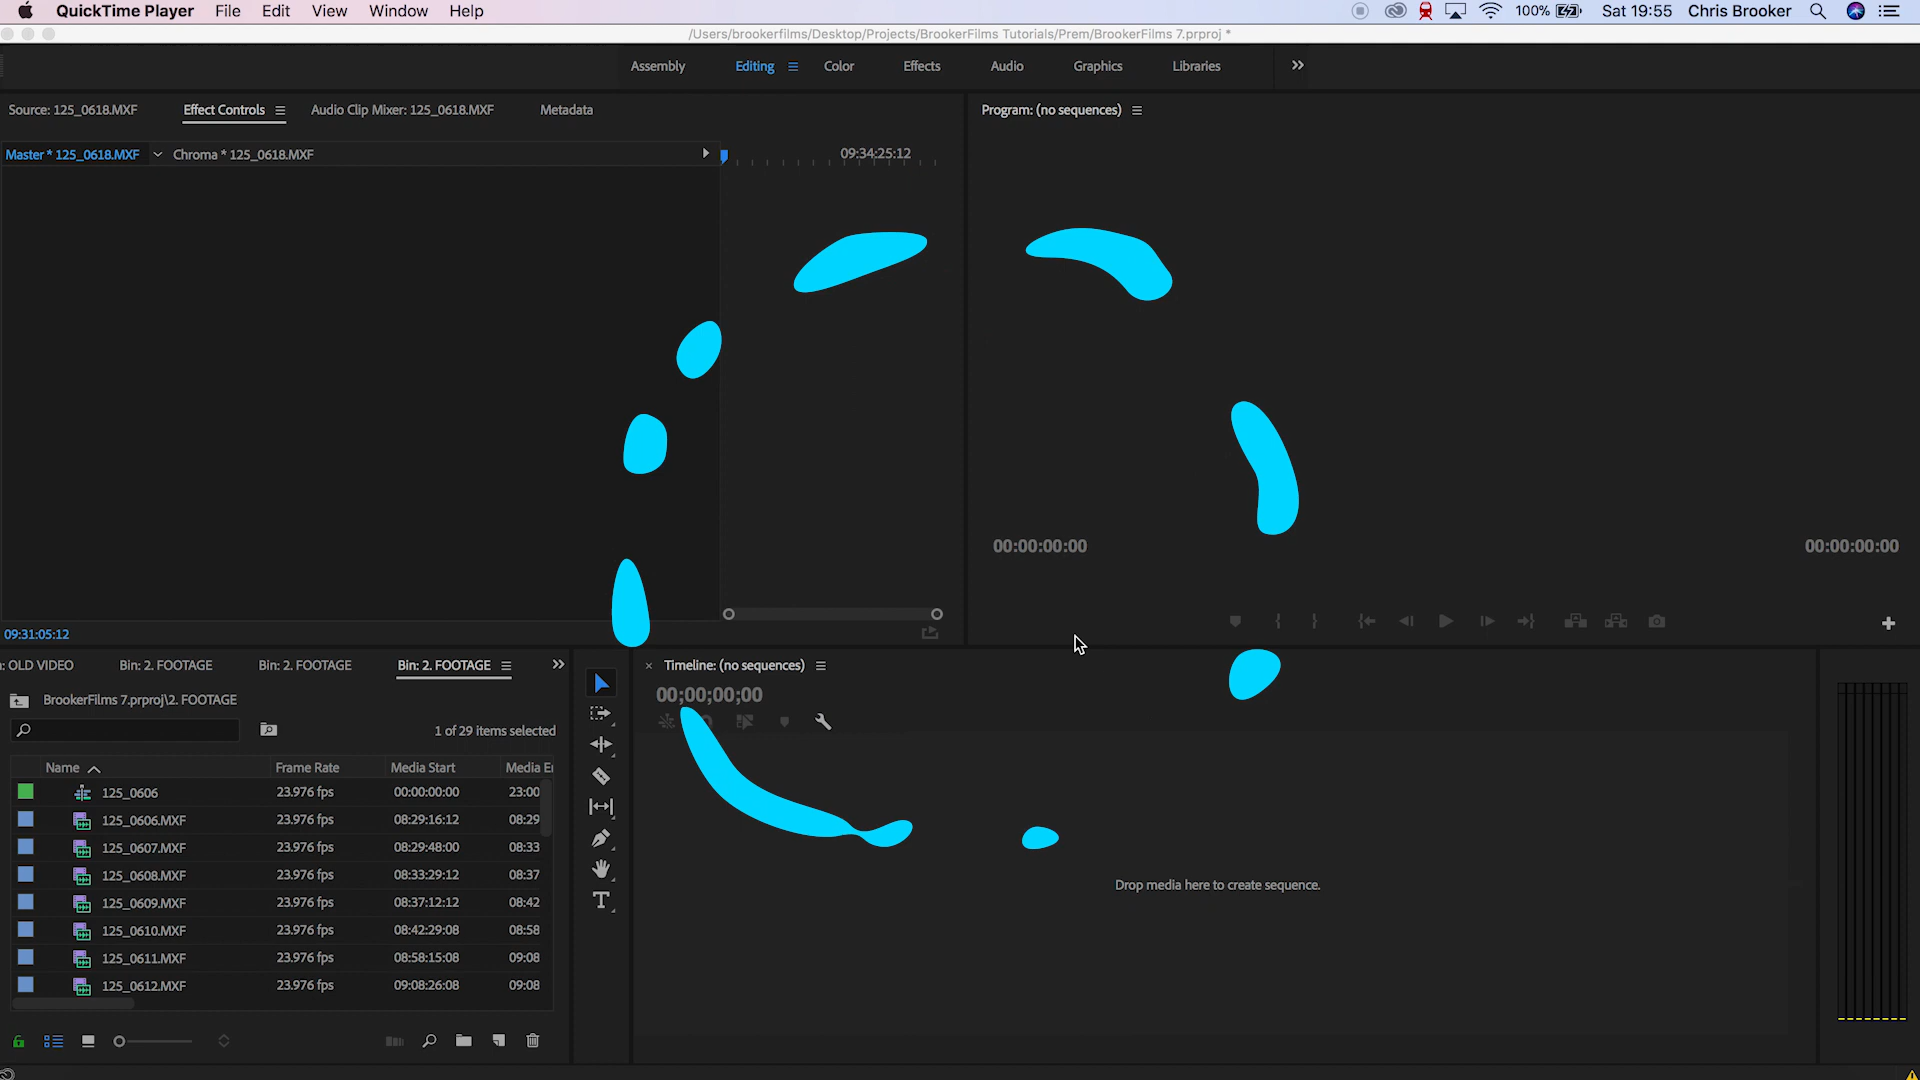 QuickTime Player File Edit View Window Help 100% Sat 19:55 Chris Brooker
/Users/brookerfilms/Desktop/Projects/BrookerFilms Tutorials/Prem/BrookerFilms 7.prproj *
Assembly Editing Color Effects Audio Graphics Libraries
Source: 125_0618.MXF Effect Controls Audio Clip Mixer: 125_0618.MXF Metadata
Program: (no sequences)
Master * 125_0618.MXF Chroma * 125_0618.MXF 09:34:25:12
00:00:00:00 00:00:00:00
09:31:05:12
: OLD VIDEO Bin: 2. FOOTAGE Bin: 2. FOOTAGE Bin: 2. FOOTAGE
Timeline: (no sequences)
00;00;00;00
BrookerFilms 7.prproj\2. FOOTAGE
1 of 29 items selected
Name Frame Rate Media Start Media E
125_0606 23.976 fps 00:00:00:00 23:00
125_0606.MXF 23.976 fps 08:29:16:12 08:29
125_0607.MXF 23.976 fps 08:29:48:00 08:33
125_0608.MXF 23.976 fps 08:33:29:12 08:37
125_0609.MXF 23.976 fps 08:37:12:12 08:42
125_0610.MXF 23.976 fps 08:42:29:08 08:58
125_0611.MXF 23.976 fps 08:58:15:08 09:08
125_0612.MXF 23.976 fps 09:08:26:08 09:08
Drop media here to create sequence.